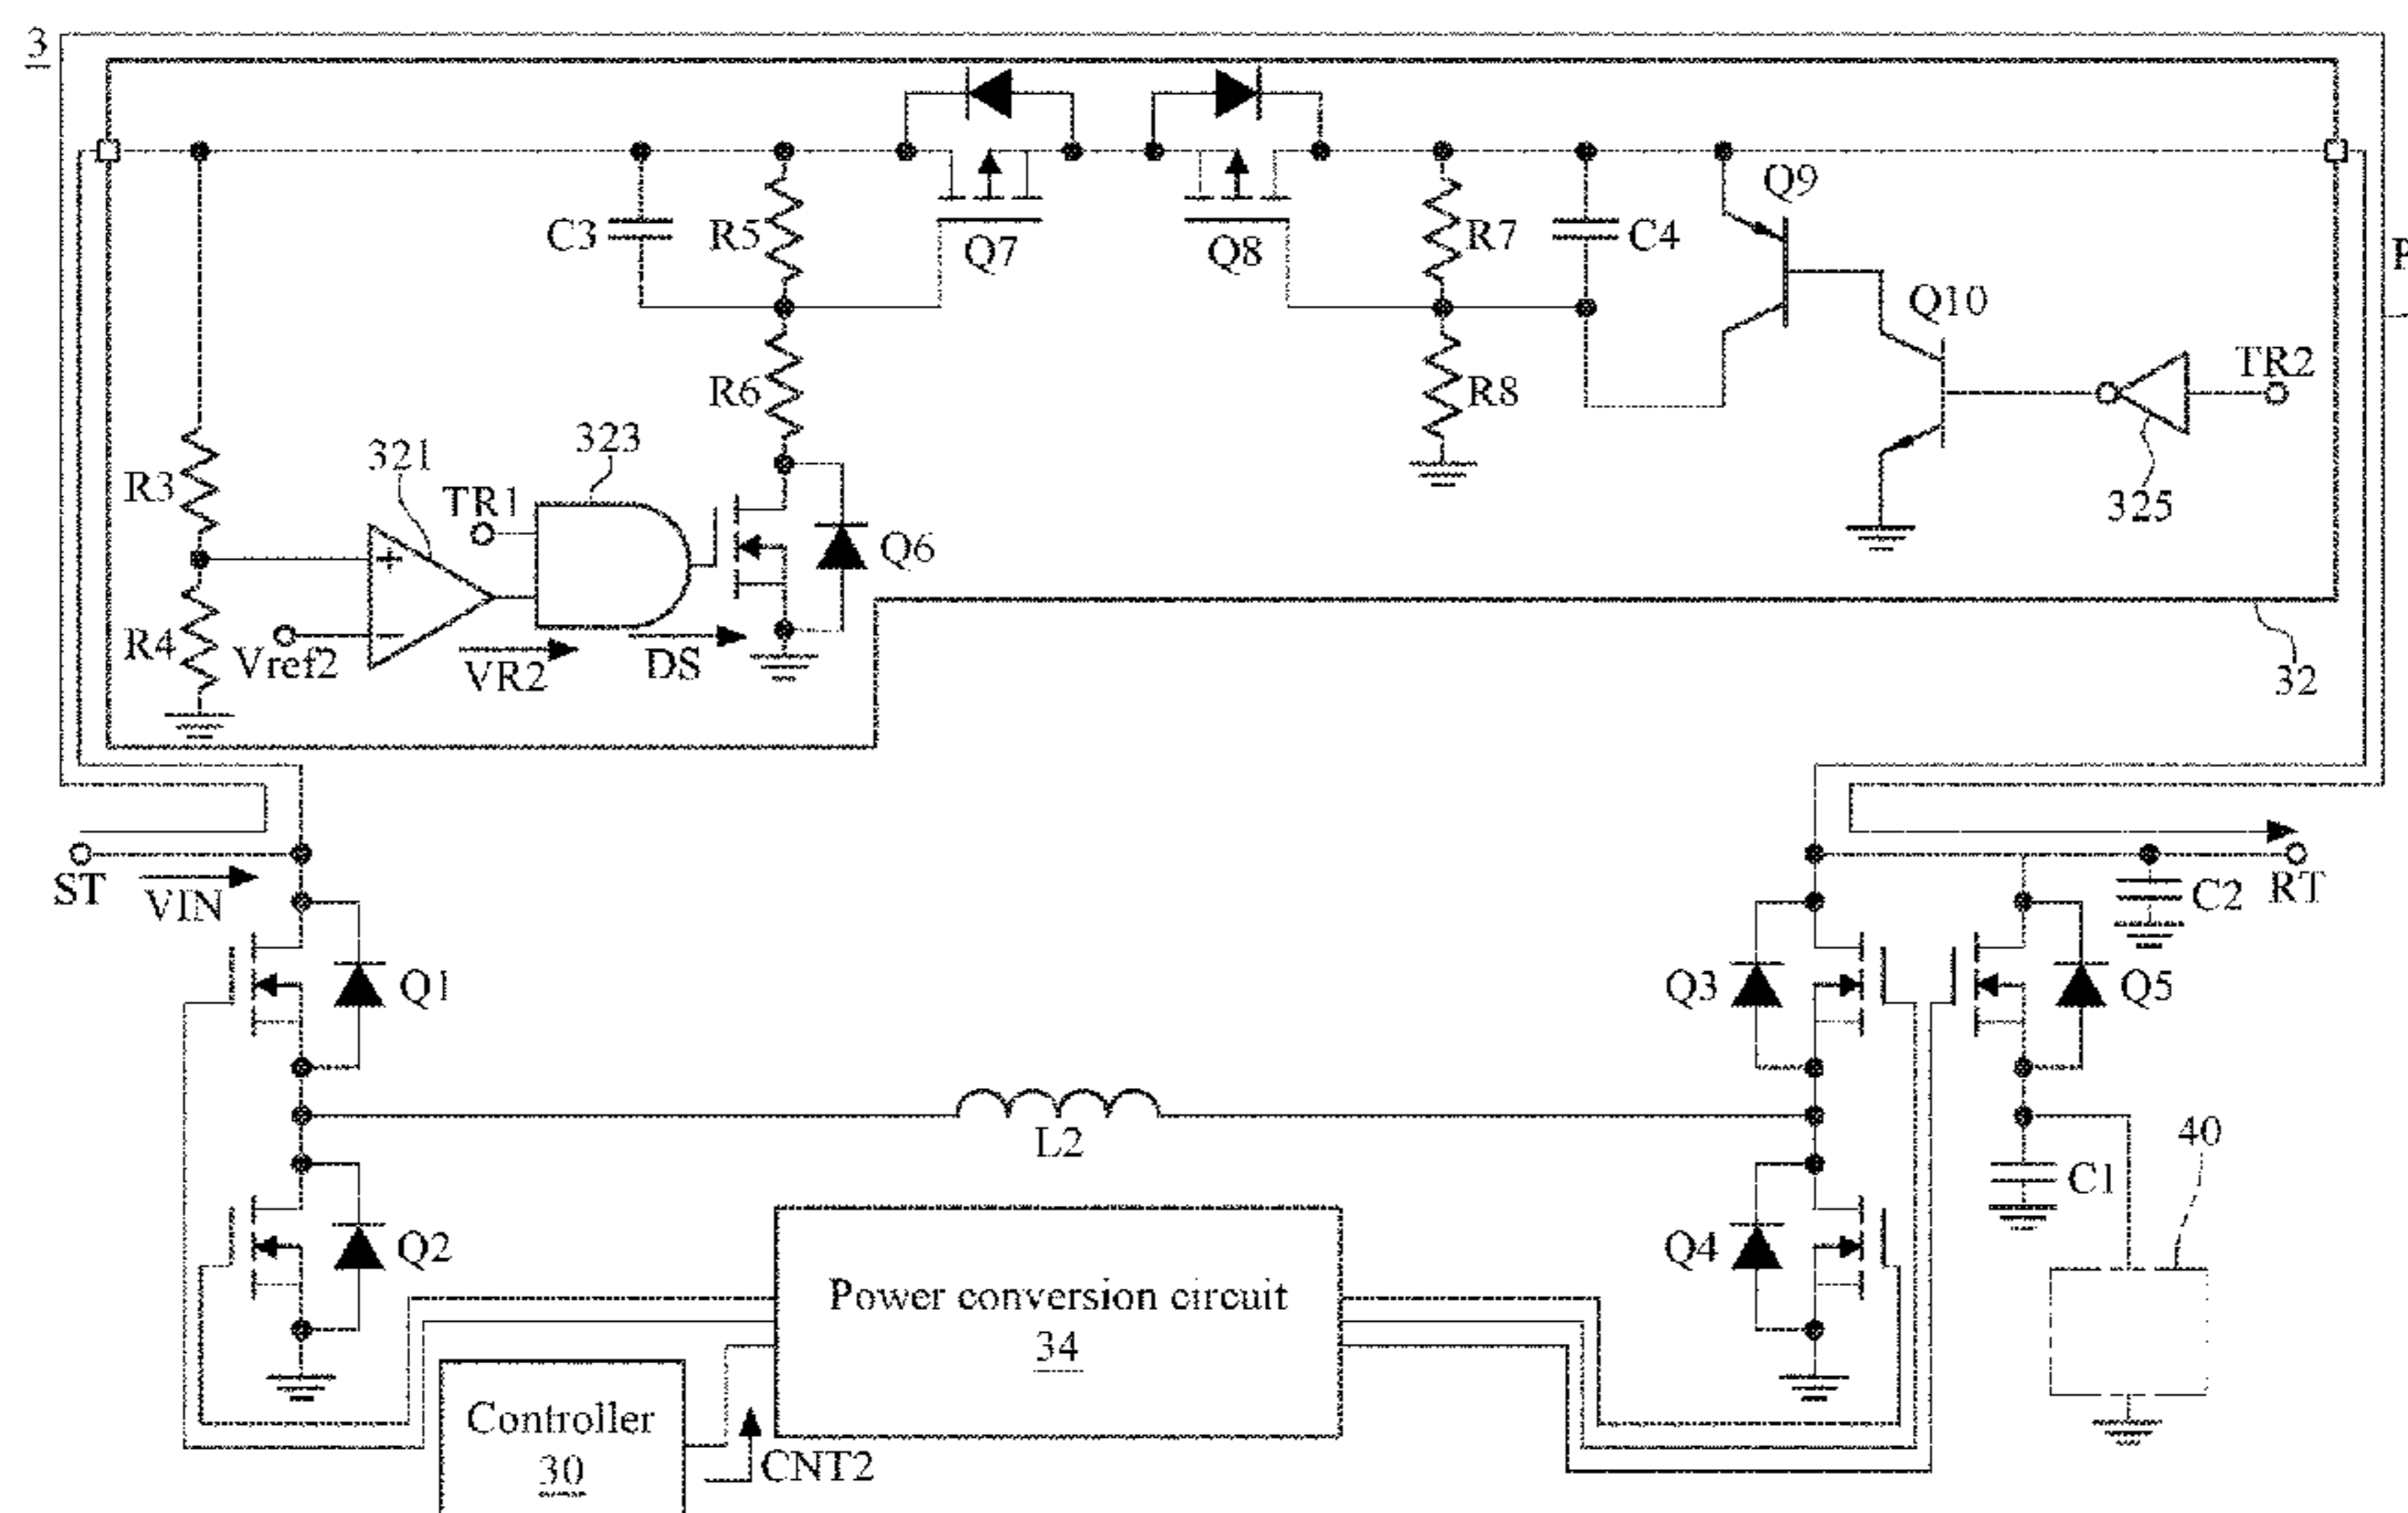 3
Q9
C3
R5
Q7
Q8
R7
C4
P
Q10
R6
R8
TR2
323
321
R3
TR1
325
Q6
R4
Vref2
VR2
DS
32
ST
VIN
C2
RT
Q1
Q3
Q5
L2
40
C1
Q2
Q4
Power conversion circuit
34
Controller
30
CNT2